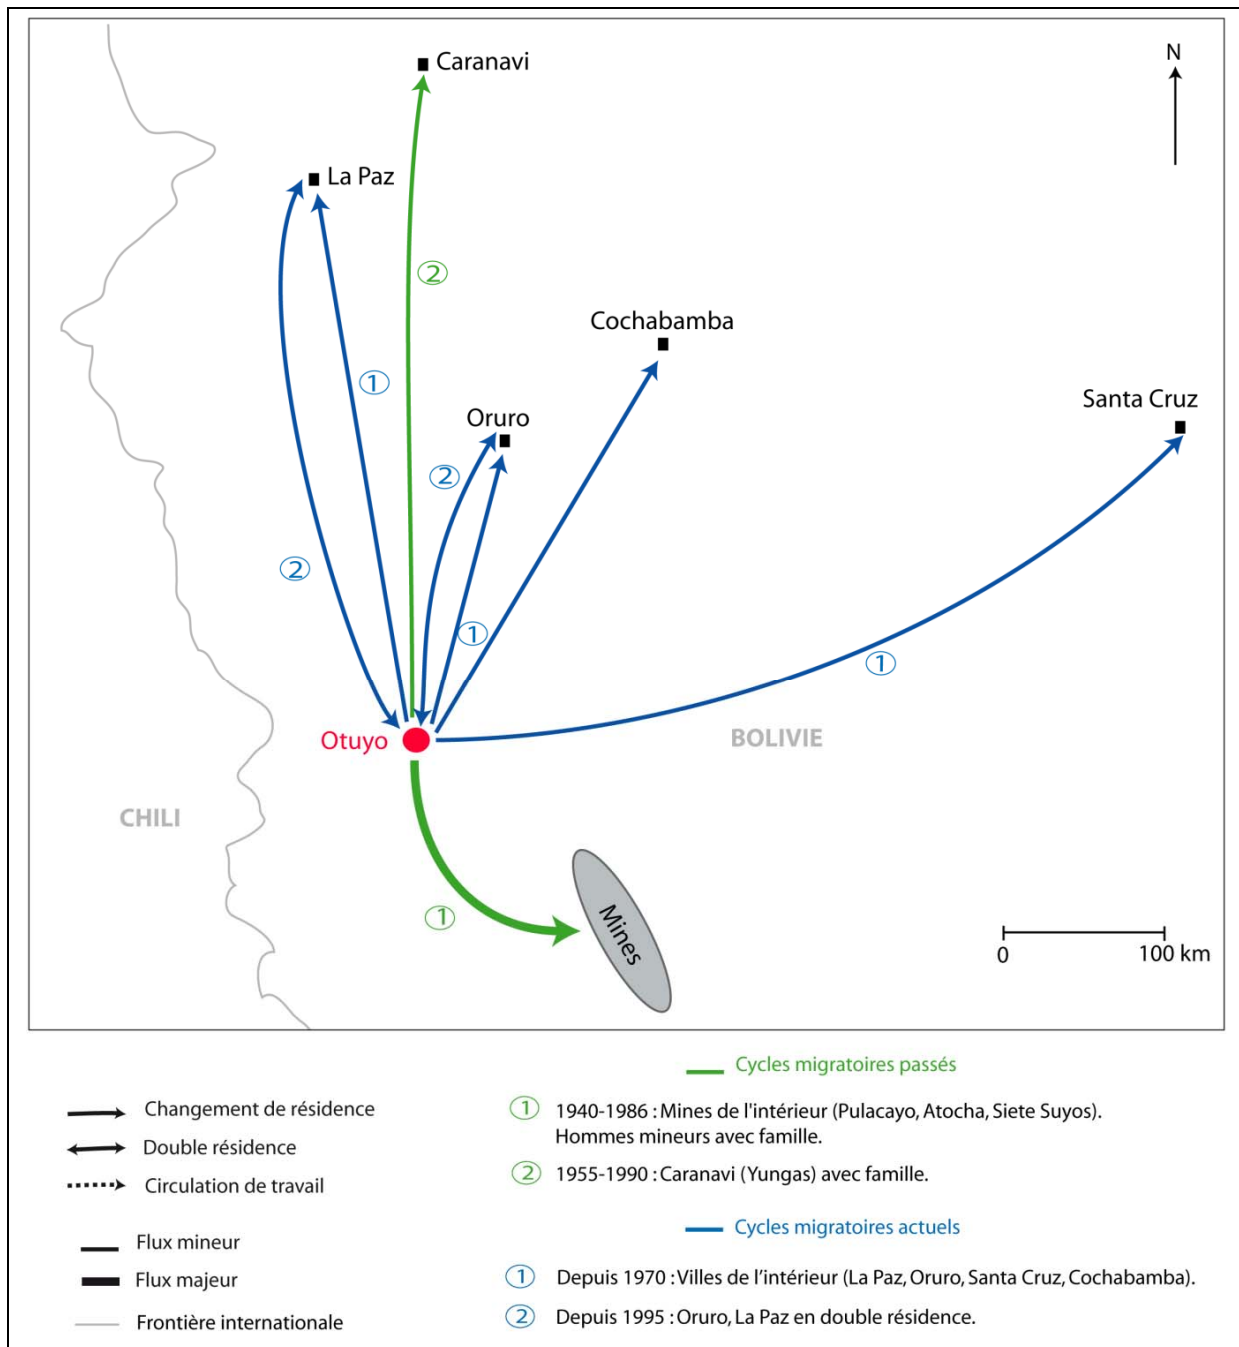 N
Caranavi
La Paz
2
Cochabamba
1
Oruro
Santa Cruz
2
2
1
1
Otuyo
BOLIVIE
CHILI
1
Mines
0
100 km
Cycles migratoires passés
Changement de résidence
Double résidence
Circulation de travail
1 1940-1986 : Mines de l'intérieur (Pulacayo, Atocha, Siete Suyos).
Hommes mineurs avec famille.
2 1955-1990 : Caranavi (Yungas) avec famille.
Cycles migratoires actuels
Flux mineur
Flux majeur
Frontière internationale
1 Depuis 1970 : Villes de l'intérieur (La Paz, Oruro, Santa Cruz, Cochabamba).
2 Depuis 1995 : Oruro, La Paz en double résidence.